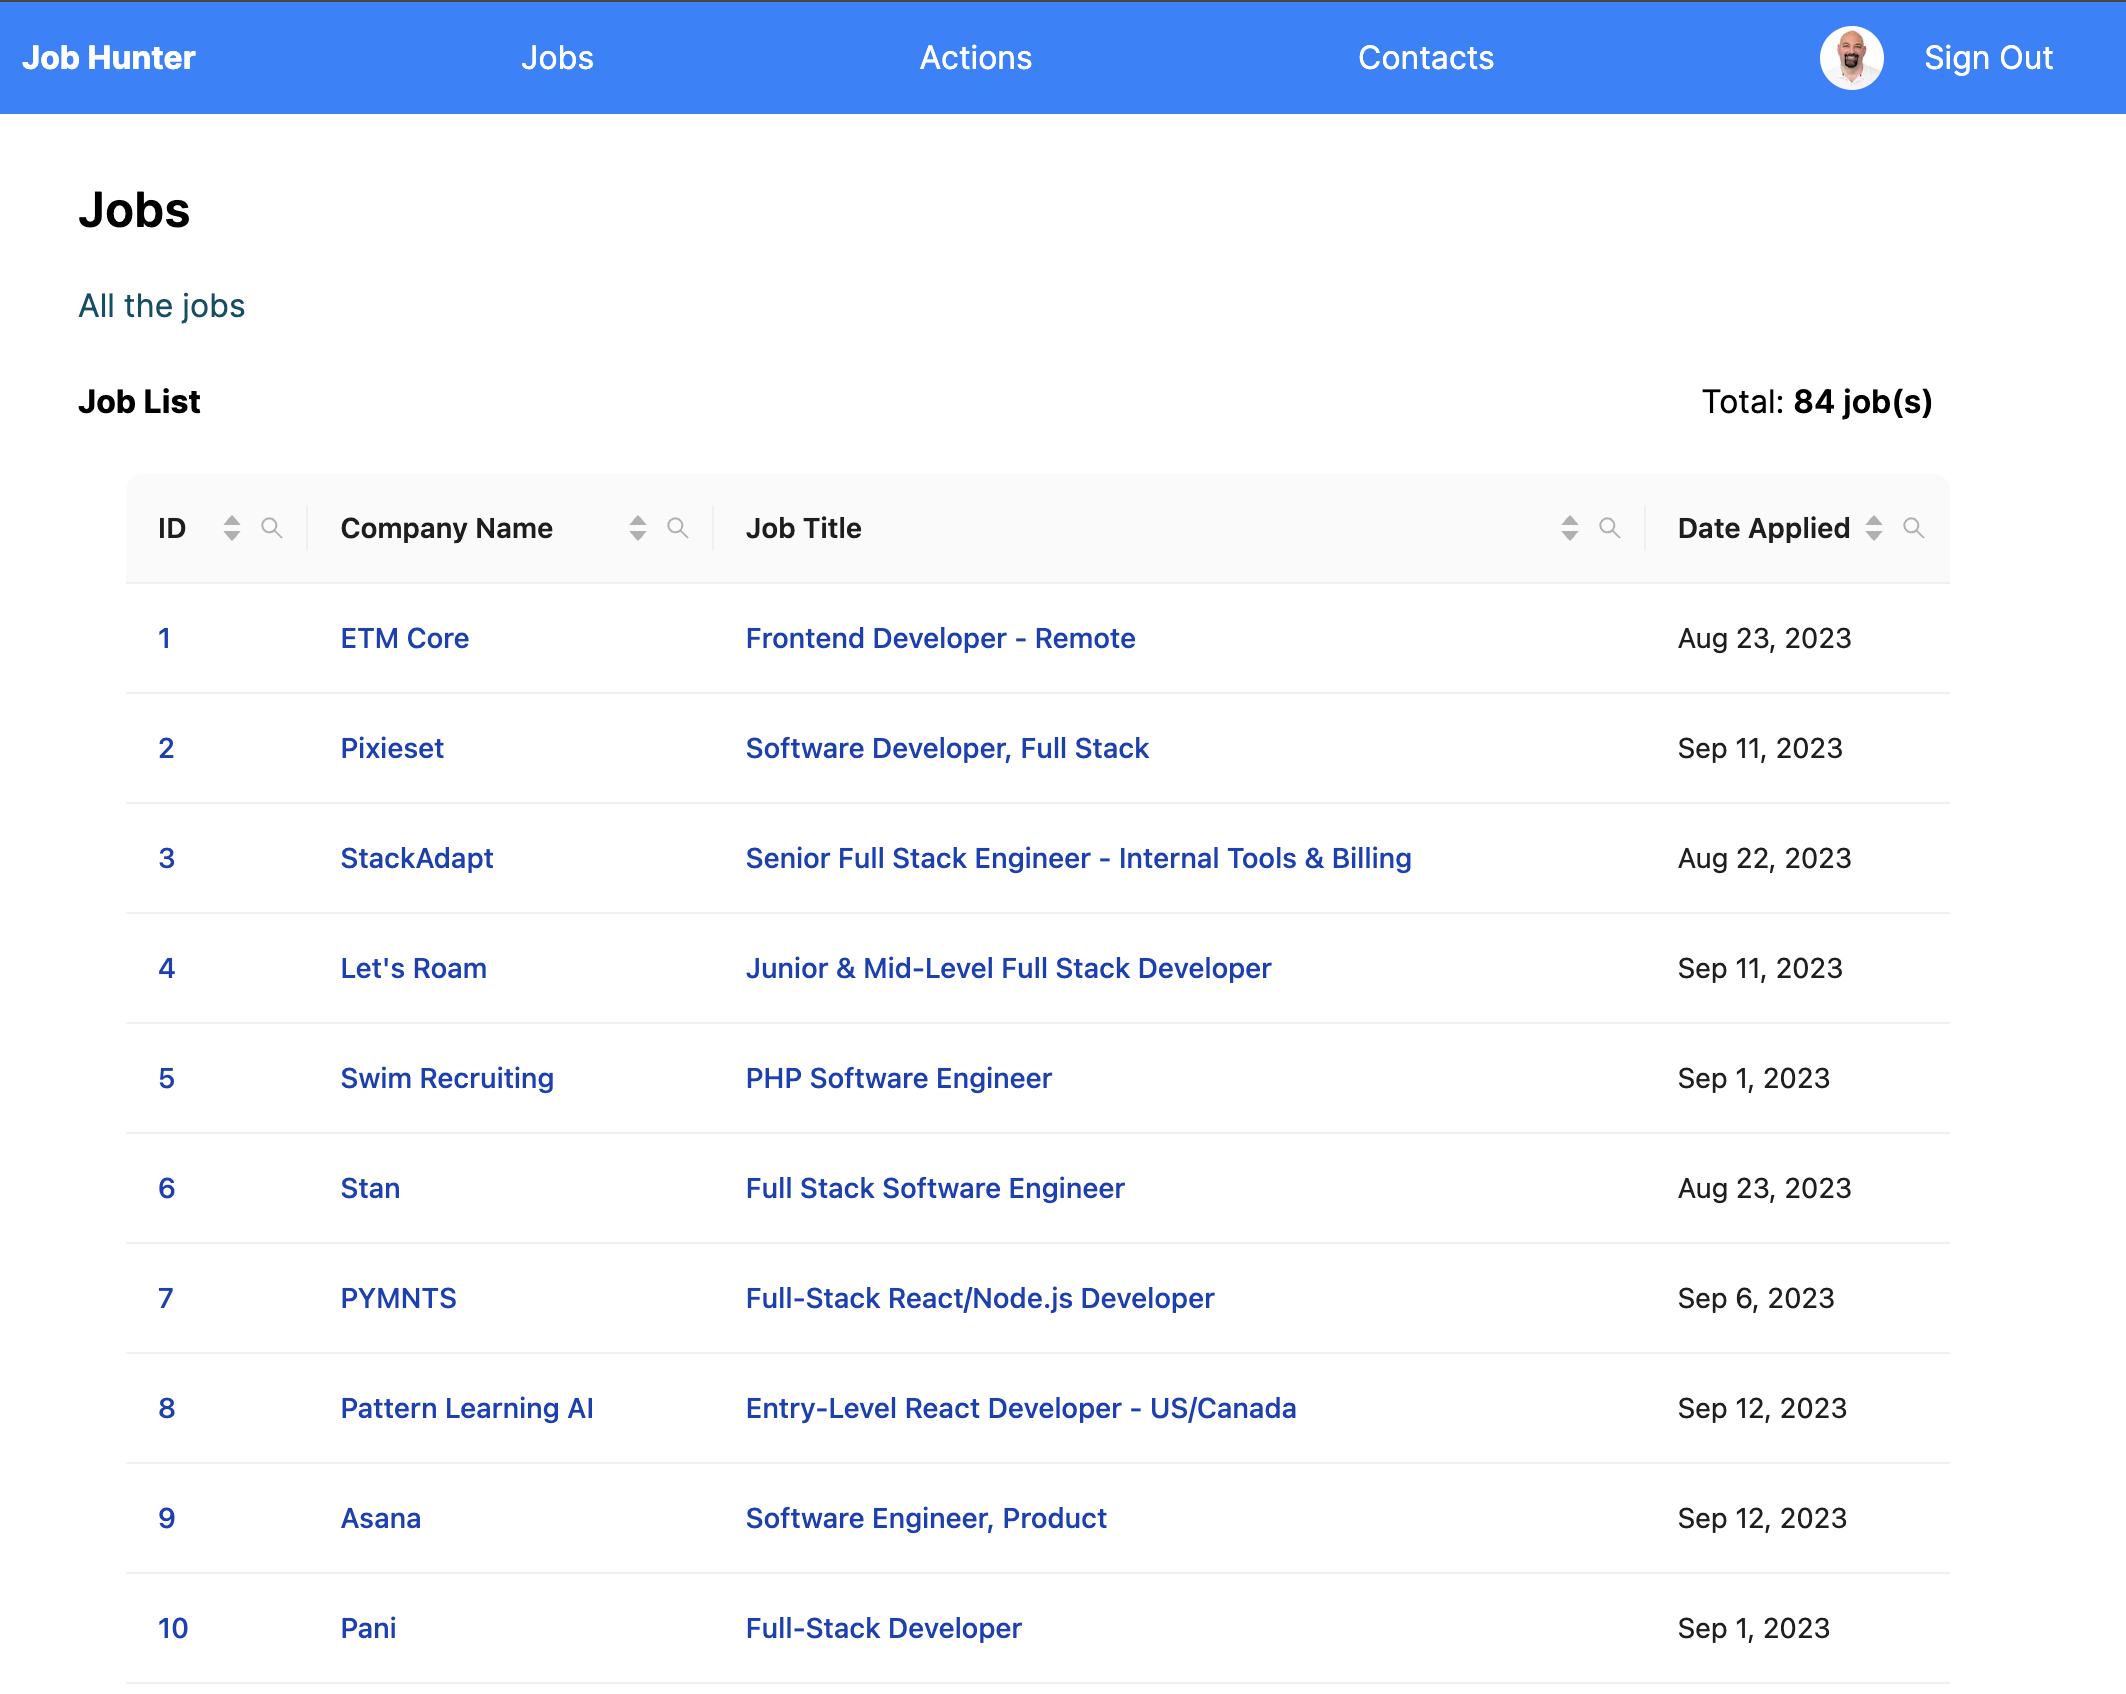 Job Hunter Jobs Actions Contacts Sign Out
Jobs
All the jobs
Job List Total: 84 job(s)
ID Company Name Job Title Date Applied
1 ETM Core Frontend Developer - Remote Aug 23, 2023
2 Pixieset Software Developer, Full Stack Sep 11, 2023
3 StackAdapt Senior Full Stack Engineer - Internal Tools & Billing Aug 22, 2023
4 Let's Roam Junior & Mid-Level Full Stack Developer Sep 11, 2023
5 Swim Recruiting PHP Software Engineer Sep 1, 2023
6 Stan Full Stack Software Engineer Aug 23, 2023
7 PYMNTS Full-Stack React/Node.js Developer Sep 6, 2023
8 Pattern Learning AI Entry-Level React Developer - US/Canada Sep 12, 2023
9 Asana Software Engineer, Product Sep 12, 2023
10 Pani Full-Stack Developer Sep 1, 2023